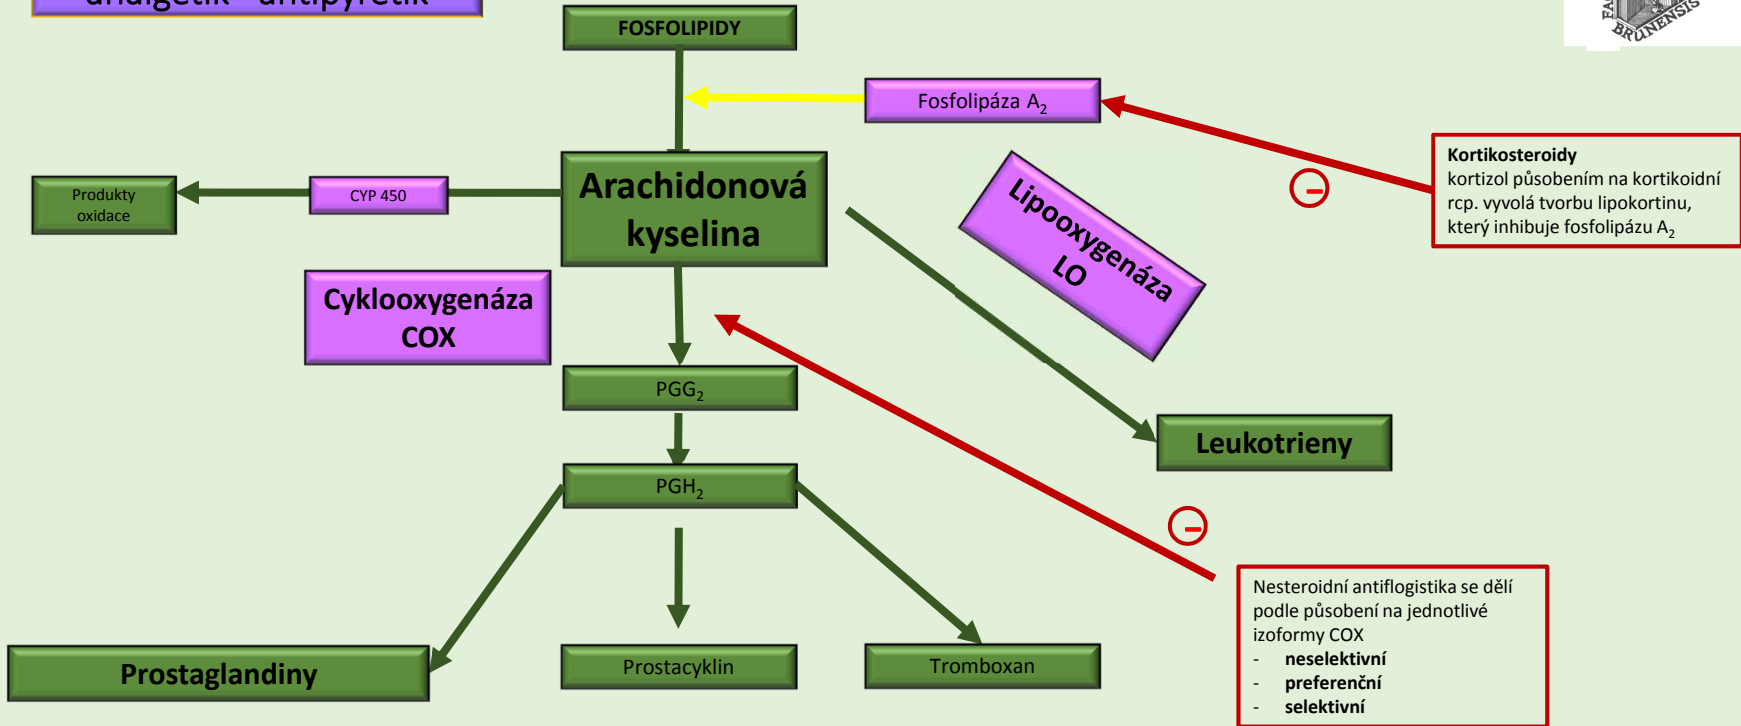 analgetik - antipyretik
FOSFOLIPIDY
BRUNENSIS
Fosfolipáza A₂
Kortikosteroidy
kortizol působením na kortikoidní
rcp. vyvolá tvorbu lipokortinu,
který inhibuje fosfolipázu A₂
Produkty
oxidace
CYP 450
Arachidonová
kyselina
Lipooxygenáza
LO
Cyklooxygenáza
COX
PGG₂
Leukotrieny
PGH₂
Nesteroidní antiflogistika se dělí
podle působení na jednotlivé
izoformy COX
- neselektivní
- preferenční
- selektivní
Prostaglandiny
Prostacyklin
Tromboxan